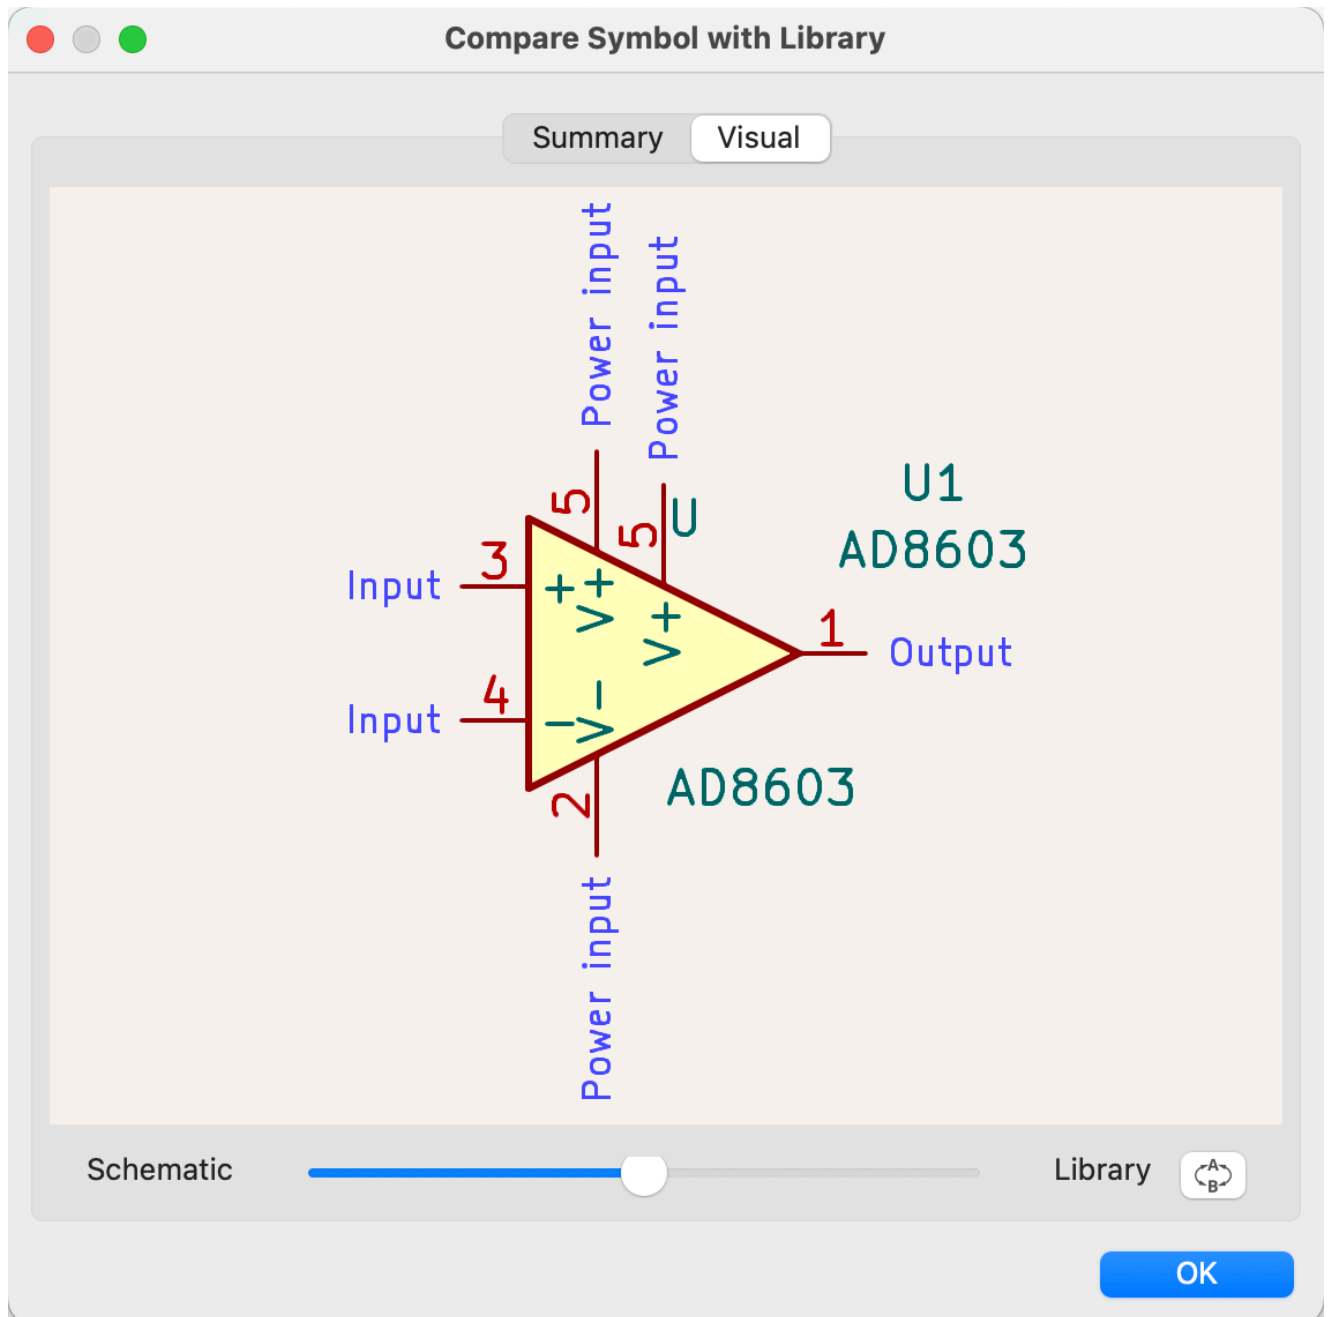 Compare Symbol with Library
Summary
Visual
Power input
Power input
5
5
U
U1
AD8603
3
Input
+
V+
V+
1
Output
4
Input
−
V−
2
AD8603
Power input
Schematic
Library
A
B
OK